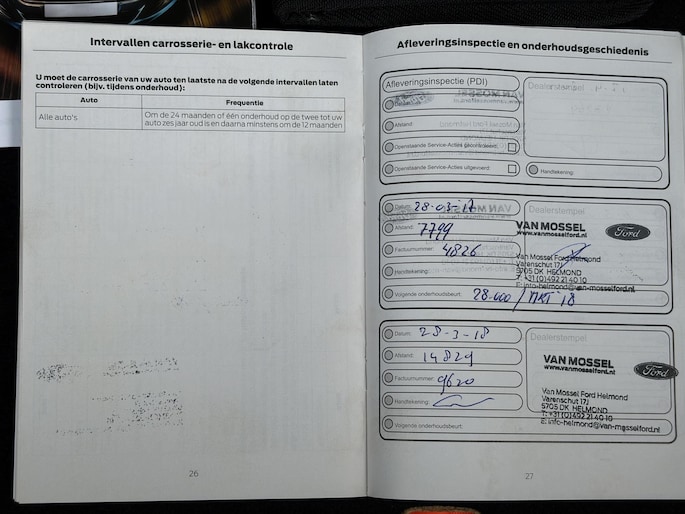 Intervallen carrosserie- en lakcontrole
U moet de carrosserie van uw auto ten laatste na de volgende intervallen laten
controleren (bijv. tijdens onderhoud):
Auto Frequentie
Alle auto's Om de 24 maanden of één onderhoud op de twee tot uw
auto zes jaar oud is en daarna minstens om de 12 maanden
26
Afleveringsinspectie en onderhoudsgeschiedenis
Afleveringsinspectie (PDI)
Dealerstempel
Datum:
Afstand:
Openstaande Service-Acties gecontroleerd:
Openstaande Service-Acties uitgevoerd:
Handtekening:
Datum: 28-03-17
Dealerstempel
Afstand: 7799
VAN MOSSEL
www.vanmosselford.nl
Ford
Factuurnummer: 4826
Van Mossel Ford Helmond
Varenschut 17J
5705 DK HELMOND
T: +31 (0)492 21 40 10
E: info-helmond@van-mosselford.nl
Handtekening:
Volgende onderhoudsbeurt: 28.000 / MRT 18
Datum: 28-3-18
Dealerstempel
Afstand: 14829
VAN MOSSEL
www.vanmosselford.nl
Ford
Factuurnummer: 9620
Handtekening:
Van Mossel Ford Helmond
Varenschut 17J
5705 DK HELMOND
T: +31 (0)492 21 40 10
E: info-helmond@van-mosselford.nl
Volgende onderhoudsbeurt:
27